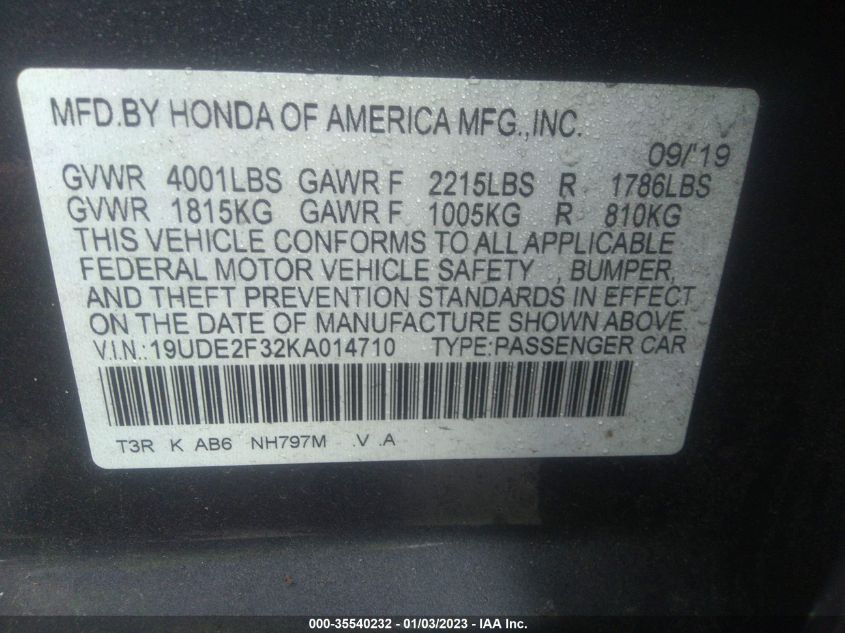 MFD.BY HONDA OF AMERICA MFG.,INC.
09/'19
GVWR 4001LBS GAWR F 2215LBS R 1786LBS
GVWR 1815KG GAWR F 1005KG R 810KG
THIS VEHICLE CONFORMS TO ALL APPLICABLE
FEDERAL MOTOR VEHICLE SAFETY , BUMPER,
AND THEFT PREVENTION STANDARDS IN EFFECT
ON THE DATE OF MANUFACTURE SHOWN ABOVE.
V.I.N.: 19UDE2F32KA014710 TYPE:PASSENGER CAR
T3R K AB6 NH797M .V .A
000-35540232 - 01/03/2023 - IAA Inc.